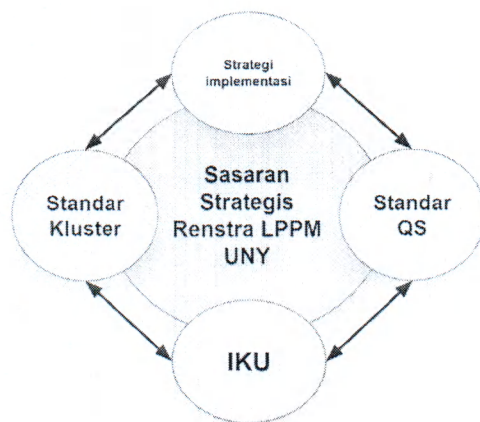 Strategi
implementasi
Standar
Kluster
Sasaran
Strategis
Renstra LPPM
UNY
Standar
QS
IKU